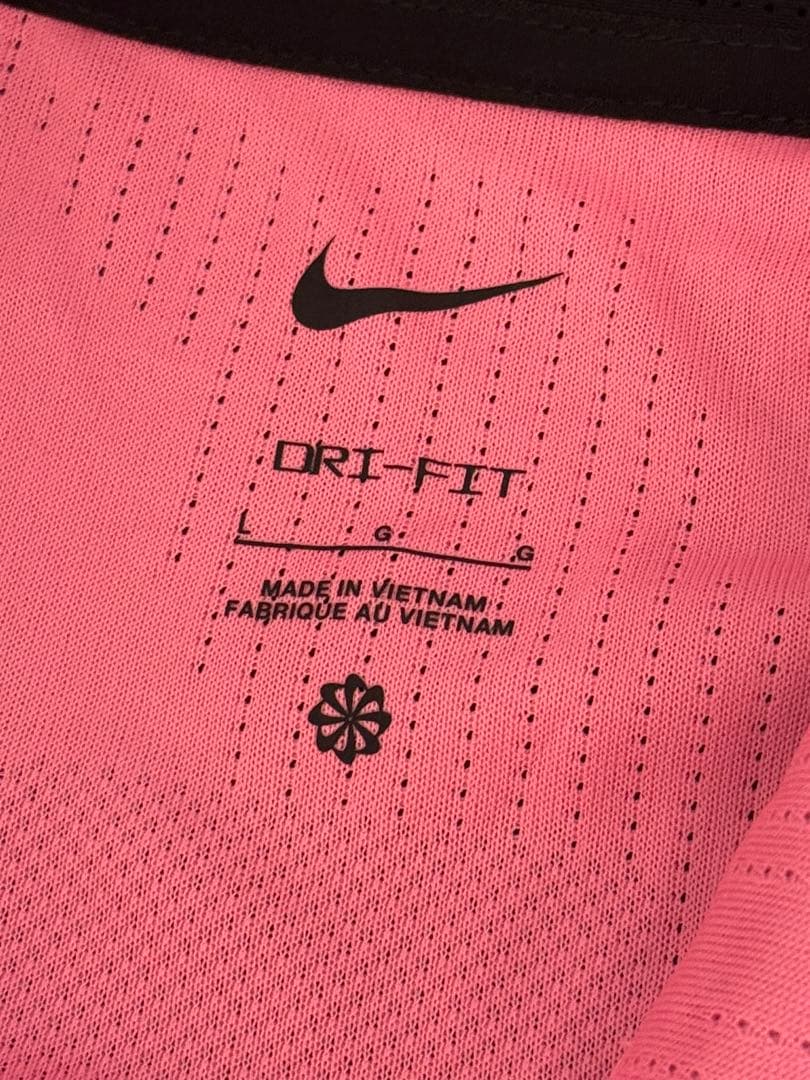 DRI-FIT
L G G
MADE IN VIETNAM
FABRIQUE AU VIETNAM